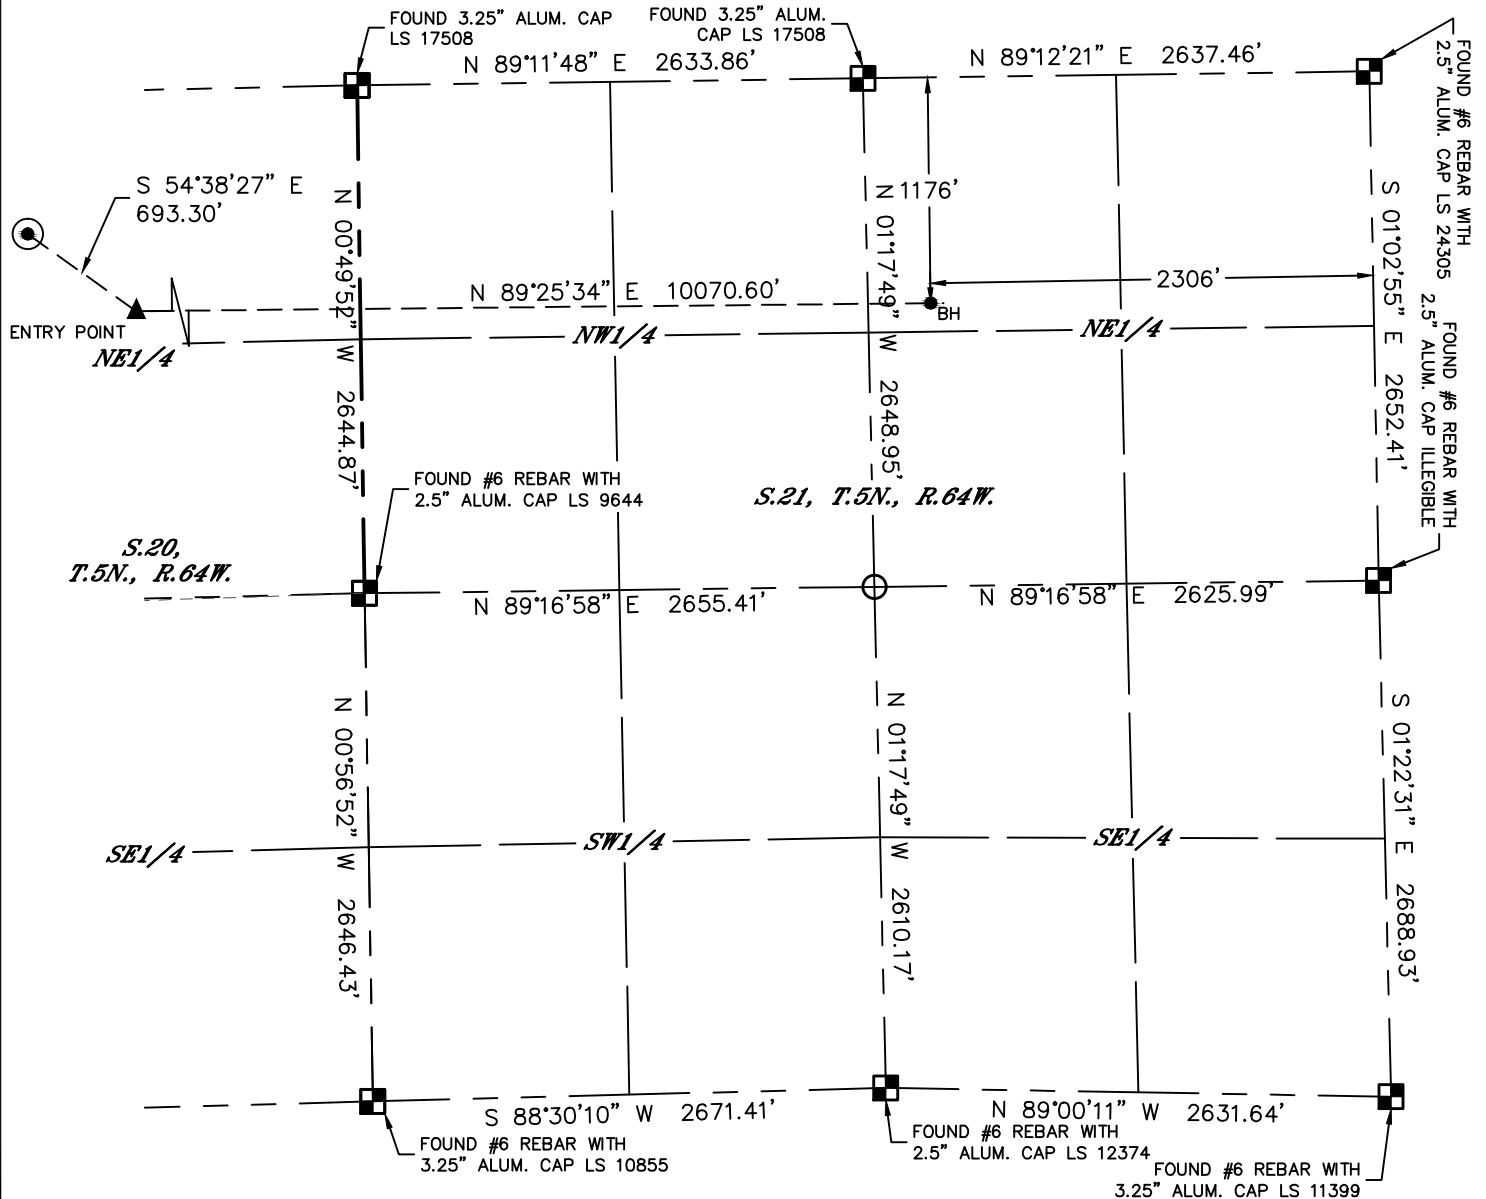 FOUND 3.25" ALUM. CAP
LS 17508
FOUND 3.25" ALUM.
CAP LS 17508
N 89°11'48" E 2633.86'
N 89°12'21" E 2637.46'
FOUND #6 REBAR WITH
2.5" ALUM. CAP LS 24305
S 54°38'27" E
693.30'
N 00°49'52" W 2644.87'
N 01°17'49" W 2648.95'
1176'
S 01°02'55" E 2652.41'
2306'
N 89°25'34" E 10070.60'
BH
ENTRY POINT
NE1/4
NW1/4
NE1/4
FOUND #6 REBAR WITH
2.5" ALUM. CAP ILLEGIBLE
FOUND #6 REBAR WITH
2.5" ALUM. CAP LS 9644
S.21, T.5N., R.64W.
S.20,
T.5N., R.64W.
N 89°16'58" E 2655.41'
N 89°16'58" E 2625.99'
N 00°56'52" W 2646.43'
N 01°17'49" W 2610.17'
S 01°22'31" E 2688.93'
SE1/4
SW1/4
SE1/4
S 88°30'10" W 2671.41'
N 89°00'11" W 2631.64'
FOUND #6 REBAR WITH
3.25" ALUM. CAP LS 10855
FOUND #6 REBAR WITH
2.5" ALUM. CAP LS 12374
FOUND #6 REBAR WITH
3.25" ALUM. CAP LS 11399